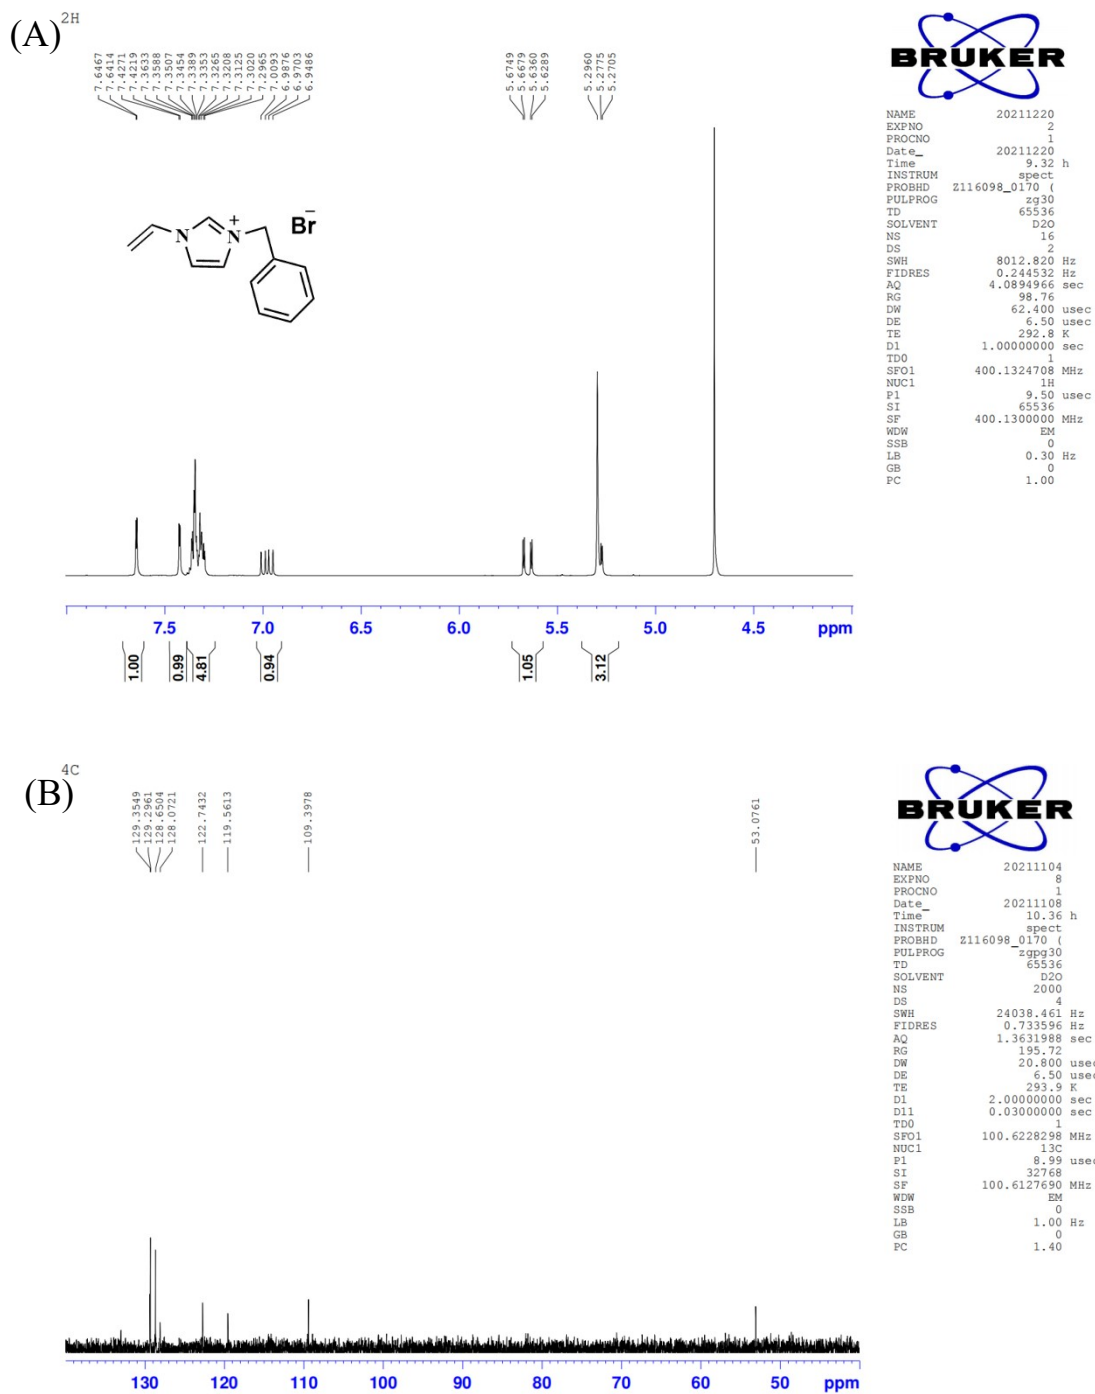 (A)
2H
7.6467
7.6414
7.4271
7.4219
7.3633
7.3588
7.3507
7.3454
7.3389
7.3353
7.3265
7.3208
7.3125
7.3020
7.2965
7.0093
6.9876
6.9703
6.9486
5.6749
5.6679
5.6360
5.6289
5.2960
5.2775
5.2705
BRUKER
NAME 20211220
EXPNO 2
PROCNO 1
Date_ 20211220
Time 9.32 h
INSTRUM spect
PROBHD Z116098_0170 (
PULPROG zg30
TD 65536
SOLVENT D2O
NS 16
DS 2
SWH 8012.820 Hz
FIDRES 0.244532 Hz
AQ 4.0894966 sec
RG 98.76
DW 62.400 usec
DE 6.50 usec
TE 292.8 K
D1 1.00000000 sec
TD0 1
SFO1 400.1324708 MHz
NUC1 1H
P1 9.50 usec
SI 65536
SF 400.1300000 MHz
WDW EM
SSB 0
LB 0.30 Hz
GB 0
PC 1.00
N N + Br −
7.5 7.0 6.5 6.0 5.5 5.0 4.5 ppm
1.00 0.99 4.81 0.94 1.05 3.12
(B)
4C
129.3549
129.2961
128.6504
128.0721
122.7432
119.5613
109.3978
53.0761
BRUKER
NAME 20211104
EXPNO 8
PROCNO 1
Date_ 20211108
Time 10.36 h
INSTRUM spect
PROBHD Z116098_0170 (
PULPROG zgpg30
TD 65536
SOLVENT D2O
NS 2000
DS 4
SWH 24038.461 Hz
FIDRES 0.733596 Hz
AQ 1.3631988 sec
RG 195.72
DW 20.800 usec
DE 6.50 usec
TE 293.9 K
D1 2.00000000 sec
D11 0.03000000 sec
TD0 1
SFO1 100.6228298 MHz
NUC1 13C
P1 8.99 usec
SI 32768
SF 100.6127690 MHz
WDW EM
SSB 0
LB 1.00 Hz
GB 0
PC 1.40
130 120 110 100 90 80 70 60 50 ppm